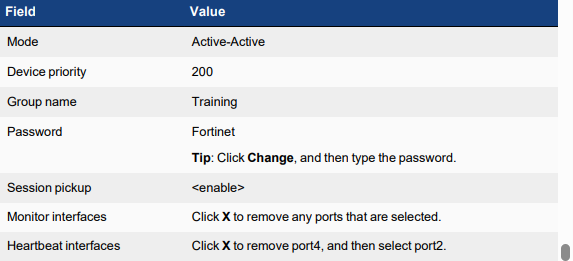 Field Value
Mode Active-Active
Device priority 200
Group name Training
Password Fortinet
Tip: Click Change, and then type the password.
Session pickup <enable>
Monitor interfaces Click X to remove any ports that are selected.
Heartbeat interfaces Click X to remove port4, and then select port2.